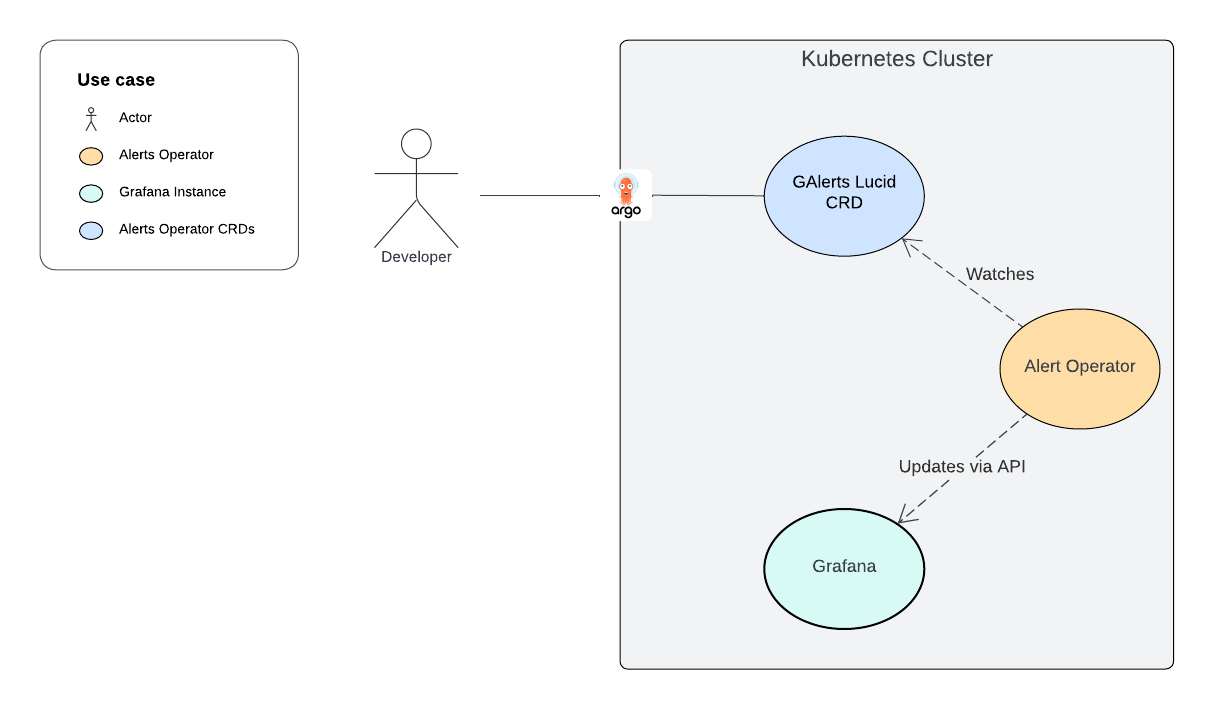 Use case
Actor
Alerts Operator
Grafana Instance
Alerts Operator CRDs
Developer
argo
Kubernetes Cluster
GAlerts Lucid
CRD
Watches
Alert Operator
Updates via API
Grafana